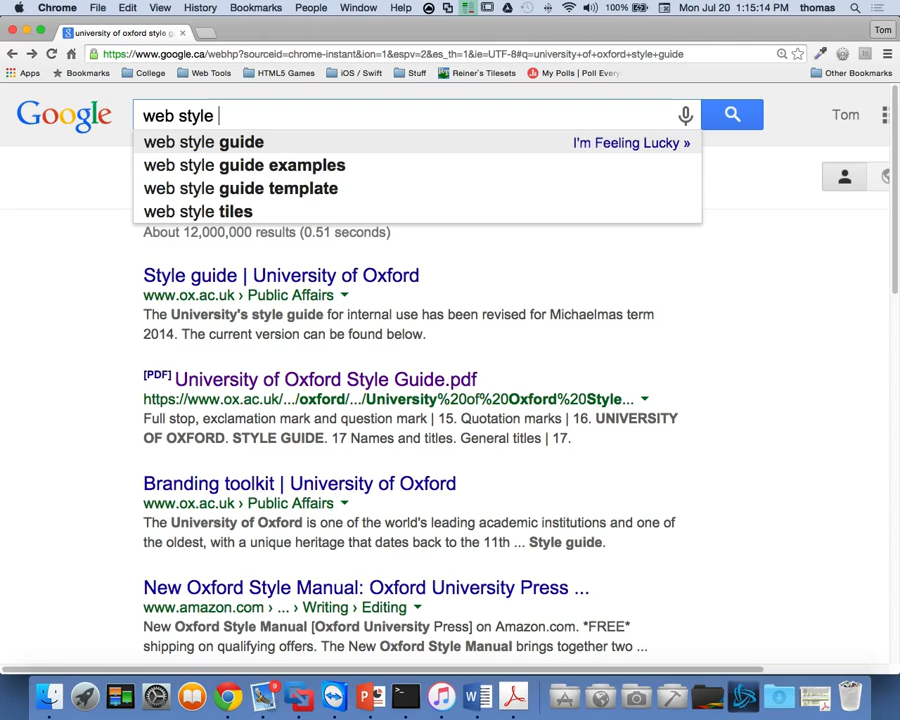 Chrome File Edit View History Bookmarks People Window Help 100% Mon Jul 20 1:15:14 PM thomas
university of oxford style g Tom
https://www.google.ca/webhp?sourceid=chrome-instant&ion=1&espv=2&es_th=1&ie=UTF-8#q=university+of+oxford+style+guide
Apps Bookmarks College Web Tools HTML5 Games iOS / Swift Stuff Reiner's Tilesets My Polls | Poll Every Other Bookmarks
Google web style Tom
web style guide I'm Feeling Lucky »
web style guide examples
web style guide template
web style tiles
About 12,000,000 results (0.51 seconds)
Style guide | University of Oxford
www.ox.ac.uk › Public Affairs
The University's style guide for internal use has been revised for Michaelmas term
2014. The current version can be found below.
[PDF] University of Oxford Style Guide.pdf
https://www.ox.ac.uk/.../oxford/.../University%20of%20Oxford%20Style...
Full stop, exclamation mark and question mark | 15. Quotation marks | 16. UNIVERSITY
OF OXFORD. STYLE GUIDE. 17 Names and titles. General titles | 17.
Branding toolkit | University of Oxford
www.ox.ac.uk › Public Affairs
The University of Oxford is one of the world's leading academic institutions and one of
the oldest, with a unique heritage that dates back to the 11th ... Style guide.
New Oxford Style Manual: Oxford University Press ...
www.amazon.com › ... › Writing › Editing
New Oxford Style Manual [Oxford University Press] on Amazon.com. *FREE*
shipping on qualifying offers. The New Oxford Style Manual brings together two ...